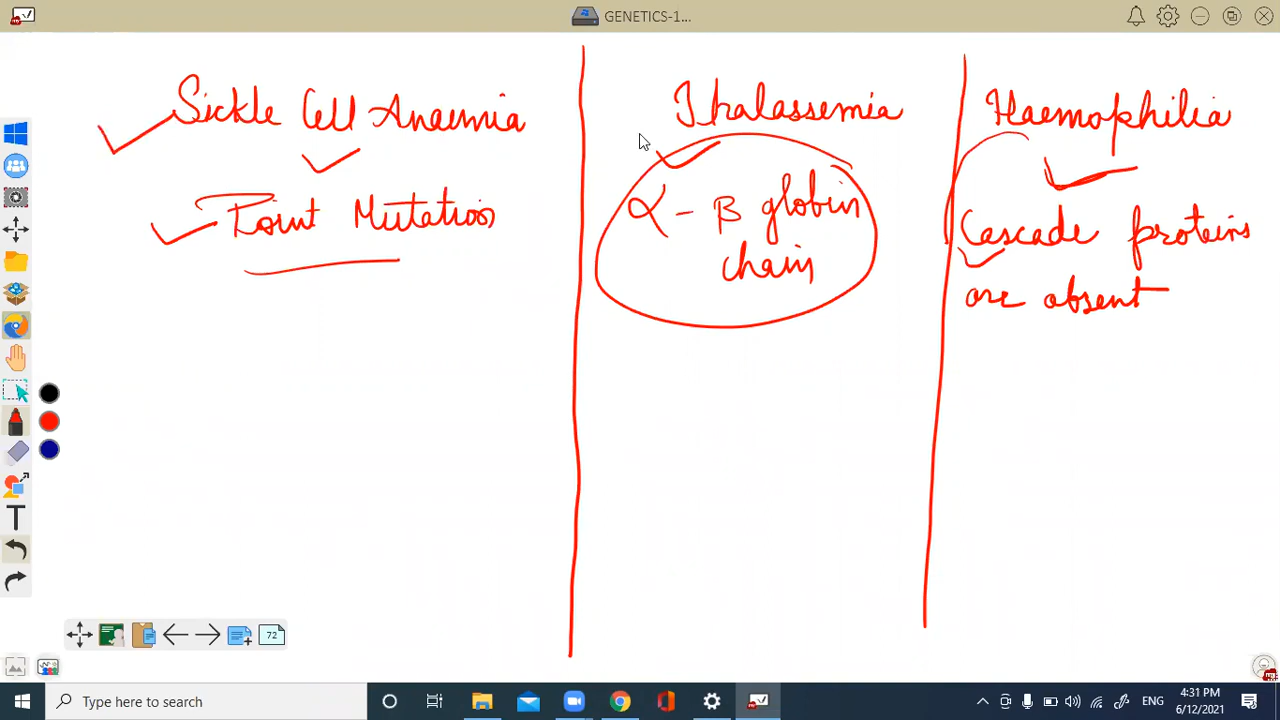 GENETICS-1...
Sickle Cell Anaemia
Point Mutation
Thalassemia
α - β globin
chain
Haemophilia
Cascade proteins
are absent
T
72
Type here to search
ENG
4:31 PM
6/12/2021